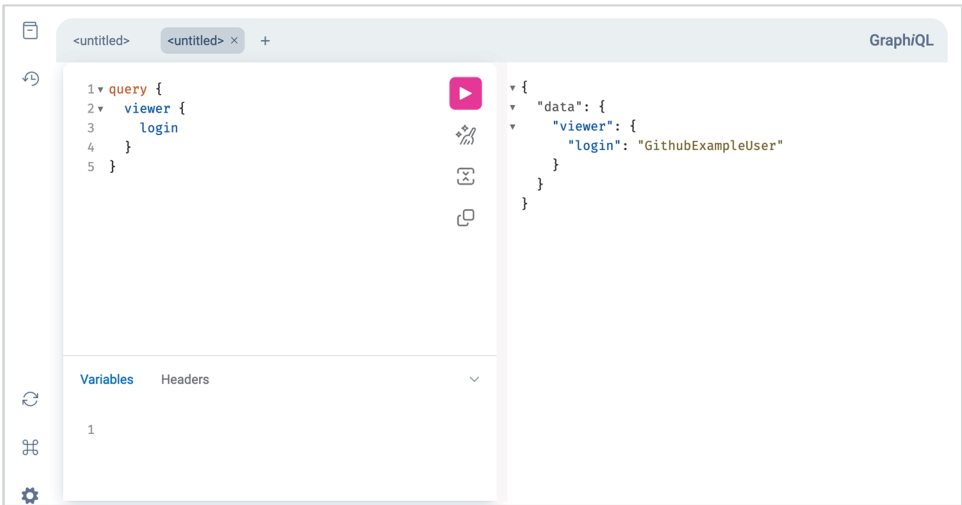 <untitled> <untitled> × + GraphiQL
1 query {
2 viewer {
3 login
4 }
5 }
{
"data": {
"viewer": {
"login": "GithubExampleUser"
}
}
}
Variables Headers
1